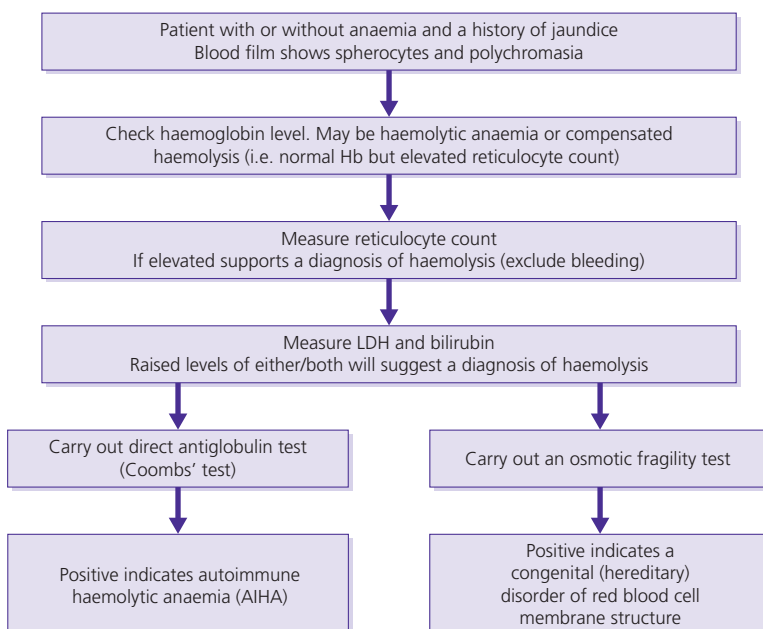 Patient with or without anaemia and a history of jaundice
Blood film shows spherocytes and polychromasia
Check haemoglobin level. May be haemolytic anaemia or compensated
haemolysis (i.e. normal Hb but elevated reticulocyte count)
Measure reticulocyte count
If elevated supports a diagnosis of haemolysis (exclude bleeding)
Measure LDH and bilirubin
Raised levels of either/both will suggest a diagnosis of haemolysis
Carry out direct antiglobulin test
(Coombs' test)
Carry out an osmotic fragility test
Positive indicates autoimmune
haemolytic anaemia (AIHA)
Positive indicates a
congenital (hereditary)
disorder of red blood cell
membrane structure